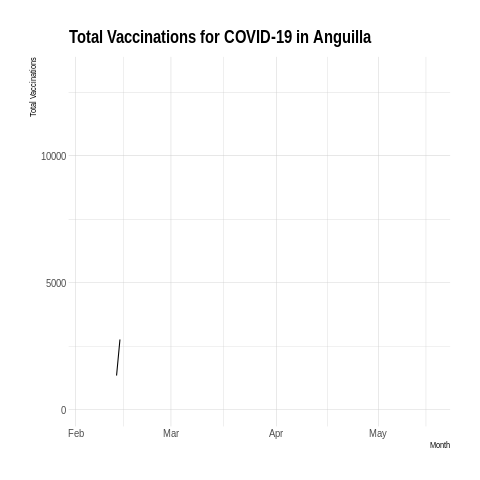 Total Vaccinations for COVID-19 in Anguilla
Total Vaccinations
10000
5000
0
Feb Mar Apr May
Month